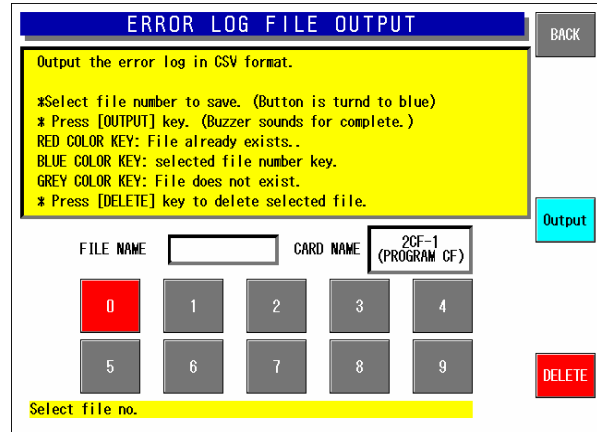 ERROR LOG FILE OUTPUT
BACK
Output the error log in CSV format.
*Select file number to save. (Button is turnd to blue)
* Press [OUTPUT] key. (Buzzer sounds for complete.)
RED COLOR KEY: File already exists..
BLUE COLOR KEY: selected file number key.
GREY COLOR KEY: File does not exist.
* Press [DELETE] key to delete selected file.
Output
FILE NAME
CARD NAME
2CF-1
(PROGRAM CF)
0 1 2 3 4
5 6 7 8 9
DELETE
Select file no.